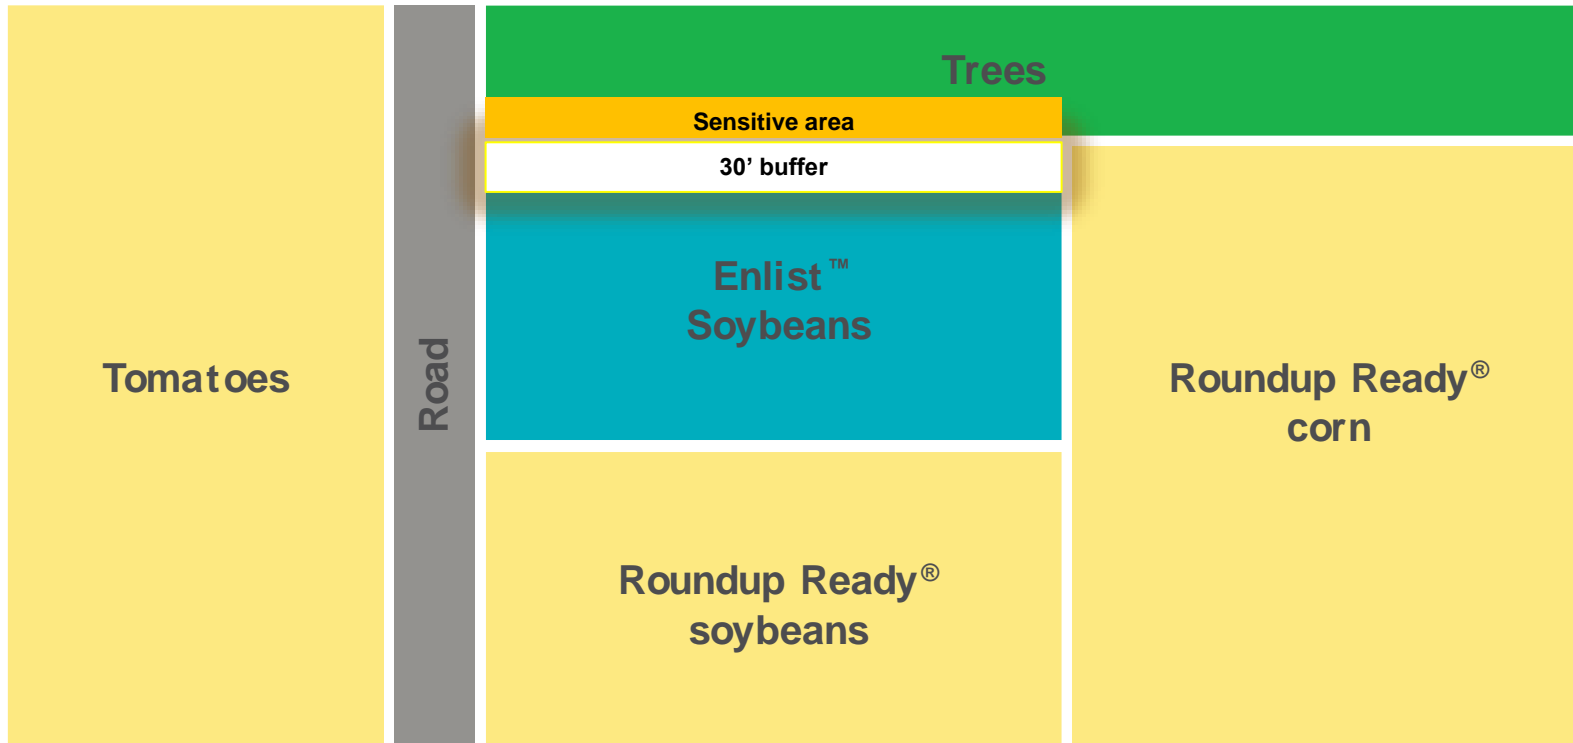 Trees
Sensitive area
30’ buffer
Enlist™
Soybeans
Tomatoes
Road
Roundup Ready®
corn
Roundup Ready®
soybeans